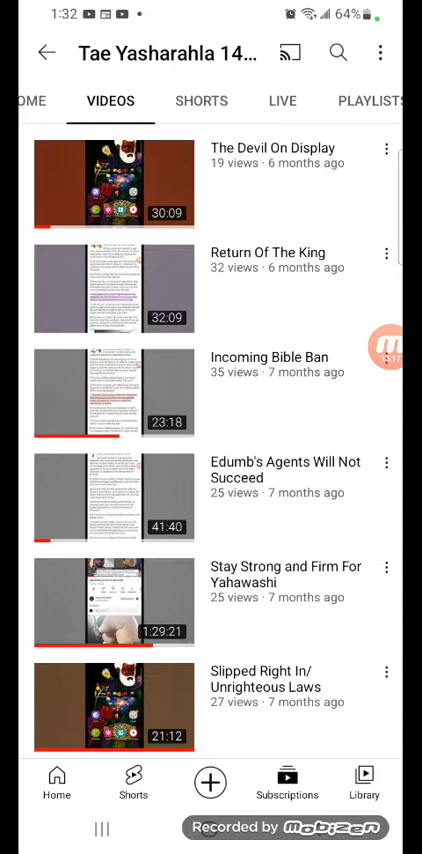 1:32 64%
Tae Yasharahla 14...
OME VIDEOS SHORTS LIVE PLAYLISTS
The Devil On Display
19 views · 6 months ago
30:09
Return Of The King
32 views · 6 months ago
32:09
Incoming Bible Ban
35 views · 7 months ago
13:17
23:18
Edumb's Agents Will Not
Succeed
25 views · 7 months ago
41:40
Stay Strong and Firm For
Yahawashi
25 views · 7 months ago
1:29:21
Slipped Right In/
Unrighteous Laws
27 views · 7 months ago
21:12
Home Shorts Subscriptions Library
Recorded by mobizen